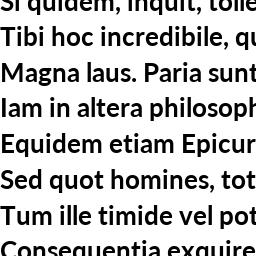 Si quidem, inquit, tolle
Tibi hoc incredibile, qu
Magna laus. Paria sunt
Iam in altera philosoph
Equidem etiam Epicur
Sed quot homines, tot
Tum ille timide vel pot
Consequentia exquire